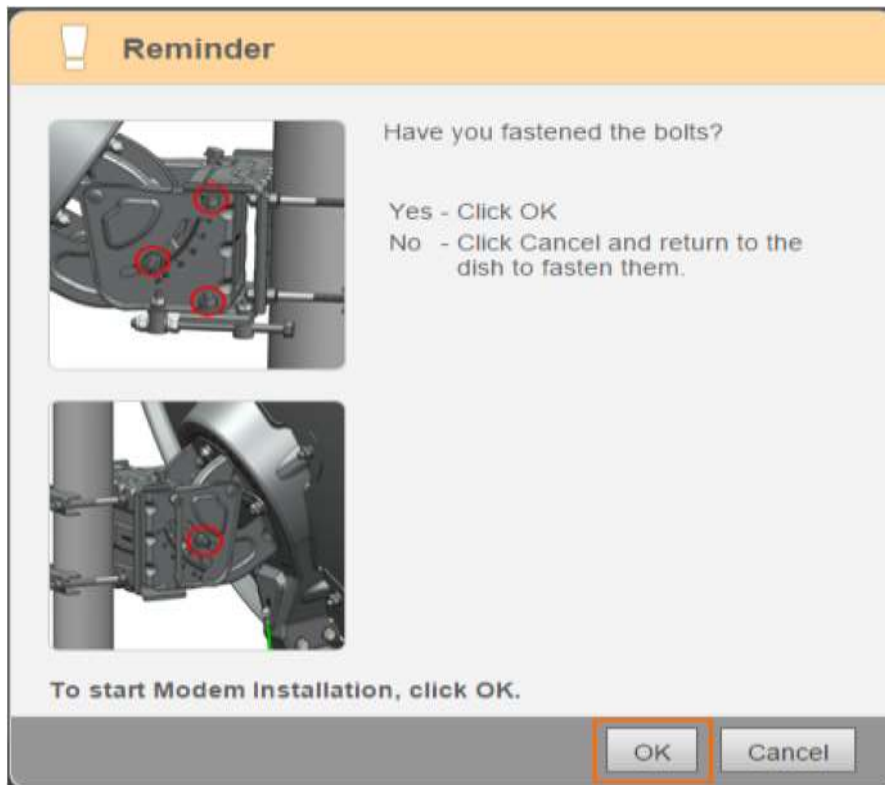 Reminder
Have you fastened the bolts?
Yes - Click OK
No - Click Cancel and return to the
dish to fasten them.
To start Modem Installation, click OK.
OK
Cancel